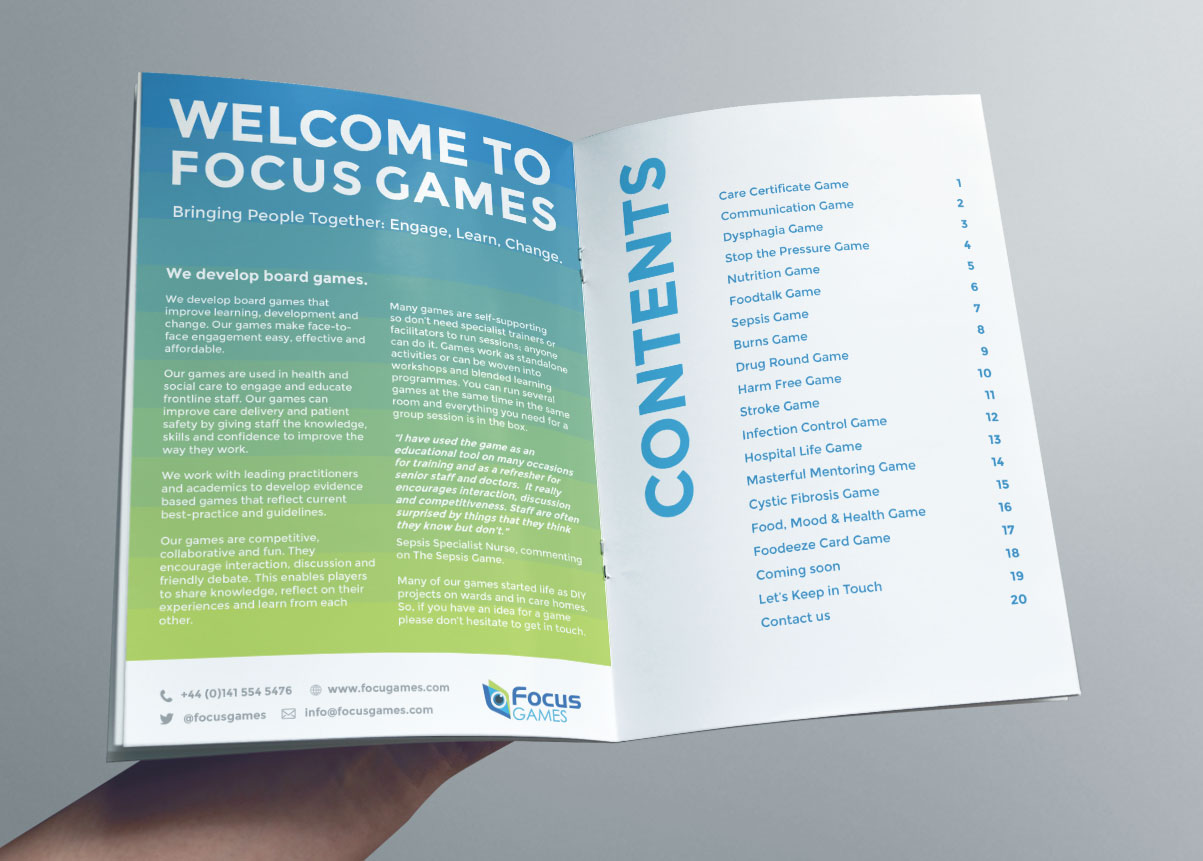 WELCOME TO
FOCUS GAMES
Bringing People Together: Engage, Learn, Change.
We develop board games.
We develop board games that
improve learning, development and
change. Our games make face-to-
face engagement easy, effective and
affordable.
Our games are used in health and
social care to engage and educate
frontline staff. Our games can
improve care delivery and patient
safety by giving staff the knowledge,
skills and confidence to improve the
way they work.
We work with leading practitioners
and academics to develop evidence
based games that reflect current
best-practice and guidelines.
Our games are competitive,
collaborative and fun. They
encourage interaction, discussion and
friendly debate. This enables players
to share knowledge, reflect on their
experiences and learn from each
other.
Many games are self-supporting
so don't need specialist trainers or
facilitators to run sessions; anyone
can do it. Games work as standalone
activities or can be woven into
workshops and blended learning
programmes. You can run several
games at the same time in the same
room and everything you need for a
group session is in the box.
"I have used the game as an
educational tool on many occasions
for training and as a refresher for
senior staff and doctors. It really
encourages interaction, discussion
and competitiveness. Staff are often
surprised by things that they think
they know but don't."
Sepsis Specialist Nurse, commenting
on The Sepsis Game.
Many of our games started life as DIY
projects on wards and in care homes.
So, if you have an idea for a game
please don't hesitate to get in touch.
+44 (0)141 554 5476 www.focugames.com
@focusgames info@focusgames.com
Focus
GAMES
CONTENTS
Care Certificate Game 1
Communication Game 2
Dysphagia Game 3
Stop the Pressure Game 4
Nutrition Game 5
Foodtalk Game 6
Sepsis Game 7
Burns Game 8
Drug Round Game 9
Harm Free Game 10
Stroke Game 11
Infection Control Game 12
Hospital Life Game 13
Masterful Mentoring Game 14
Cystic Fibrosis Game 15
Food, Mood & Health Game 16
Foodeeze Card Game 17
Coming soon 18
Let's Keep in Touch 19
Contact us 20